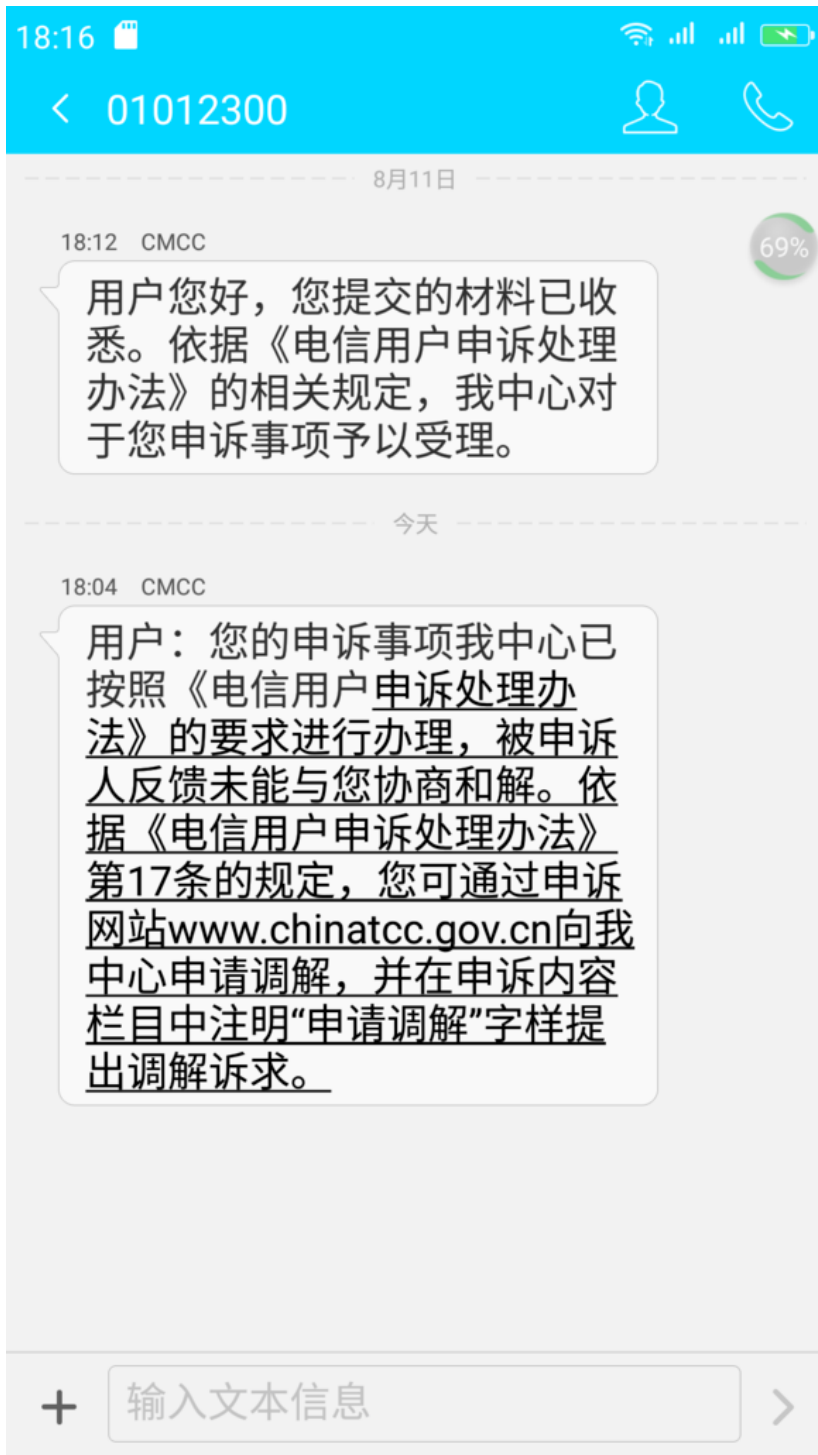 18:16
01012300
8月11日
18:12 CMCC
69%
用户您好，您提交的材料已收
悉。依据《电信用户申诉处理
办法》的相关规定，我中心对
于您申诉事项予以受理。
今天
18:04 CMCC
用户：您的申诉事项我中心已
按照《电信用户申诉处理办
法》的要求进行办理，被申诉
人反馈未能与您协商和解。依
据《电信用户申诉处理办法》
第17条的规定，您可通过申诉
网站www.chinatcc.gov.cn向我
中心申请调解，并在申诉内容
栏目中注明“申请调解”字样提
出调解诉求。
输入文本信息